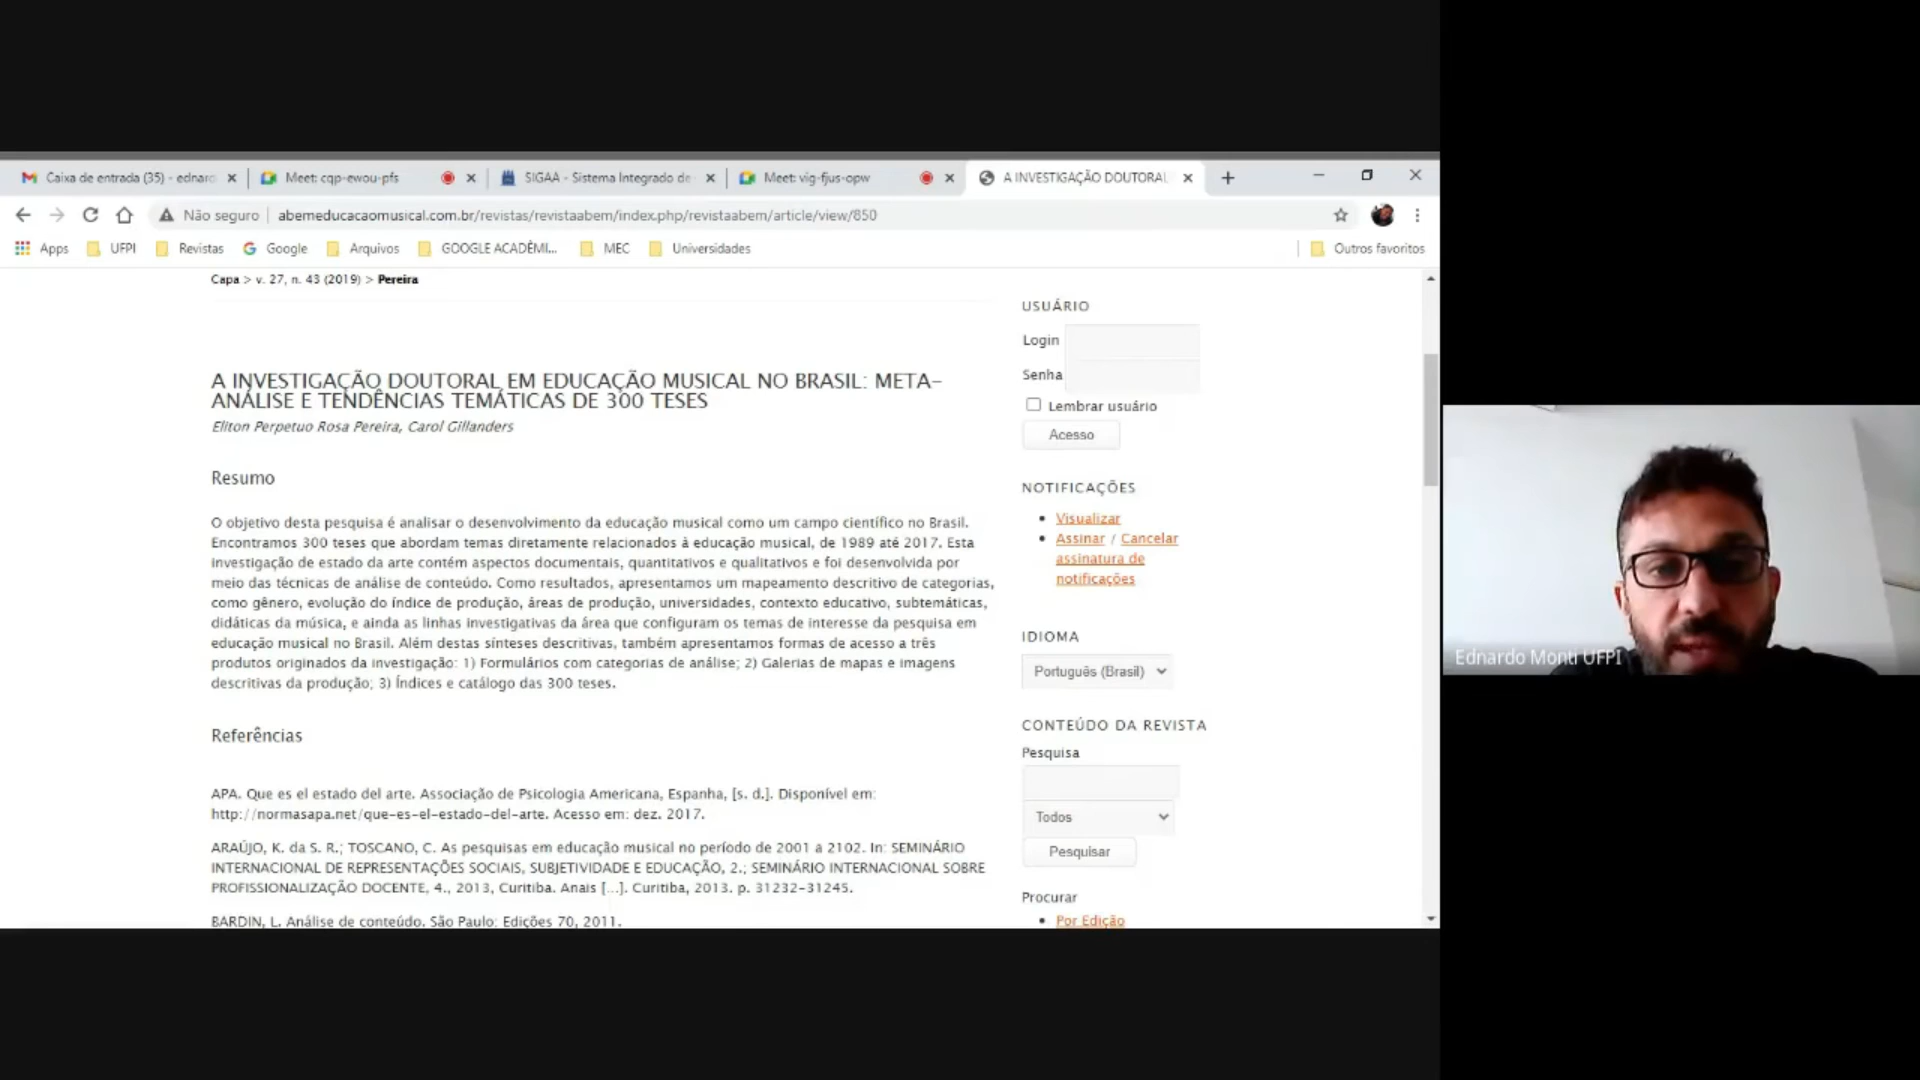 Caixa de entrada (35) - ednar
Meet: cqp-ewou-pfs
SIGAA - Sistema Integrado de
Meet: vig-fjus-opw
A INVESTIGAÇÃO DOUTORAL
Não seguro
abemeducacaomusical.com.br/revistas/revistaabem/index.php/revistaabem/article/view/850
Apps
UFPI
Revistas
Google
Arquivos
GOOGLE ACADÊMI...
MEC
Universidades
Outros favoritos
Capa > v. 27, n. 43 (2019) > Pereira
A INVESTIGAÇÃO DOUTORAL EM EDUCAÇÃO MUSICAL NO BRASIL: META-
ANÁLISE E TENDÊNCIAS TEMÁTICAS DE 300 TESES
Eliton Perpetuo Rosa Pereira, Carol Gillanders
Resumo
O objetivo desta pesquisa é analisar o desenvolvimento da educação musical como um campo científico no Brasil.
Encontramos 300 teses que abordam temas diretamente relacionados à educação musical, de 1989 até 2017. Esta
investigação de estado da arte contém aspectos documentais, quantitativos e qualitativos e foi desenvolvida por
meio das técnicas de análise de conteúdo. Como resultados, apresentamos um mapeamento descritivo de categorias,
como gênero, evolução do índice de produção, áreas de produção, universidades, contexto educativo, subtemáticas,
didáticas da música, e ainda as linhas investigativas da área que configuram os temas de interesse da pesquisa em
educação musical no Brasil. Além destas sínteses descritivas, também apresentamos formas de acesso a três
produtos originados da investigação: 1) Formulários com categorias de análise; 2) Galerias de mapas e imagens
descritivas da produção; 3) Índices e catálogo das 300 teses.
Referências
APA. Que es el estado del arte. Associação de Psicologia Americana, Espanha, [s. d.]. Disponível em:
http://normasapa.net/que-es-el-estado-del-arte. Acesso em: dez. 2017.
ARAÚJO, K. da S. R.; TOSCANO, C. As pesquisas em educação musical no período de 2001 a 2102. In: SEMINÁRIO
INTERNACIONAL DE REPRESENTAÇÕES SOCIAIS, SUBJETIVIDADE E EDUCAÇÃO, 2.; SEMINÁRIO INTERNACIONAL SOBRE
PROFISSIONALIZAÇÃO DOCENTE, 4., 2013, Curitiba. Anais [...]. Curitiba, 2013. p. 31232-31245.
BARDIN, L. Análise de conteúdo. São Paulo: Edições 70, 2011.
USUÁRIO
Login
Senha
Lembrar usuário
Acesso
NOTIFICAÇÕES
Visualizar
Assinar / Cancelar
assinatura de
notificações
IDIOMA
Português (Brasil)
CONTEÚDO DA REVISTA
Pesquisa
Todos
Pesquisar
Procurar
Por Edição
Ednardo Monti UFPI